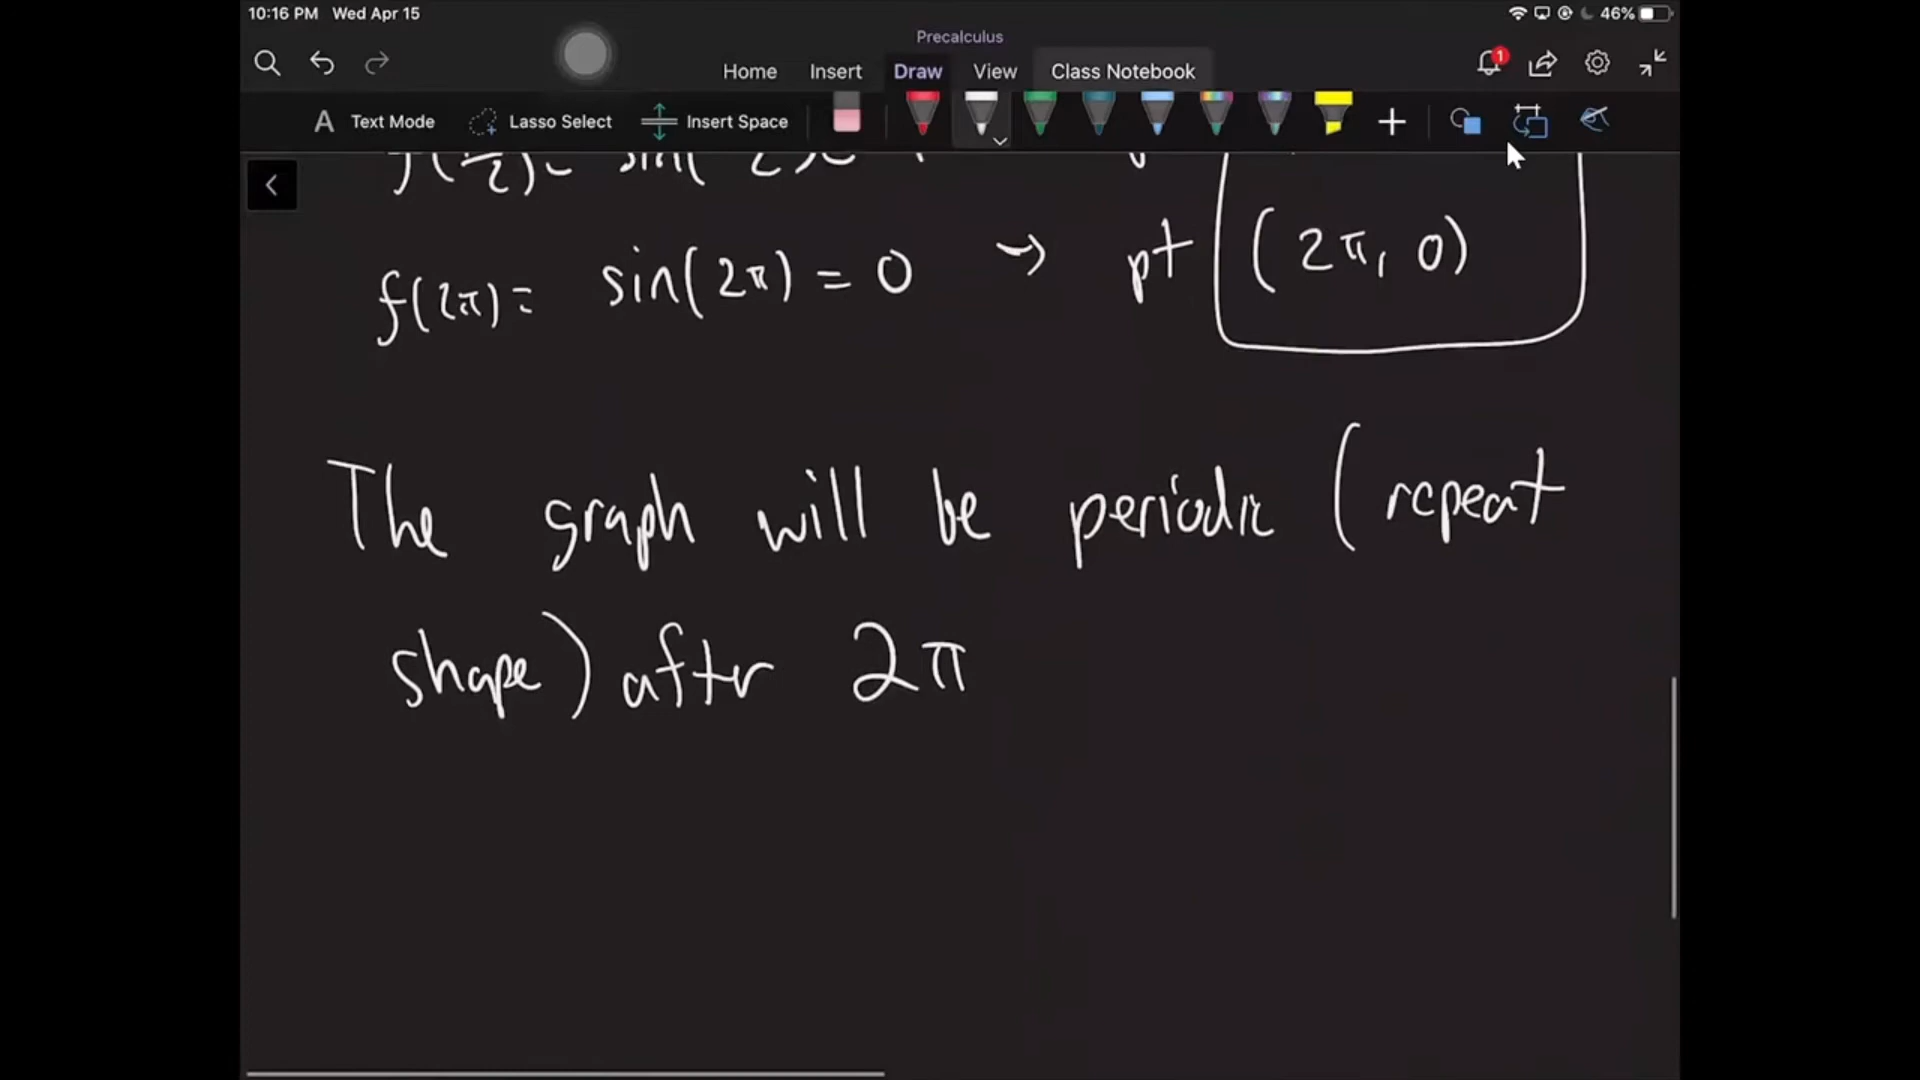 10:16 PM Wed Apr 15
46%
Precalculus
Home Insert Draw View Class Notebook
1
A Text Mode Lasso Select Insert Space
f(2π) = sin(2π) = 0 → pt (2π, 0)
The graph will be periodic (repeat
shape) after 2π